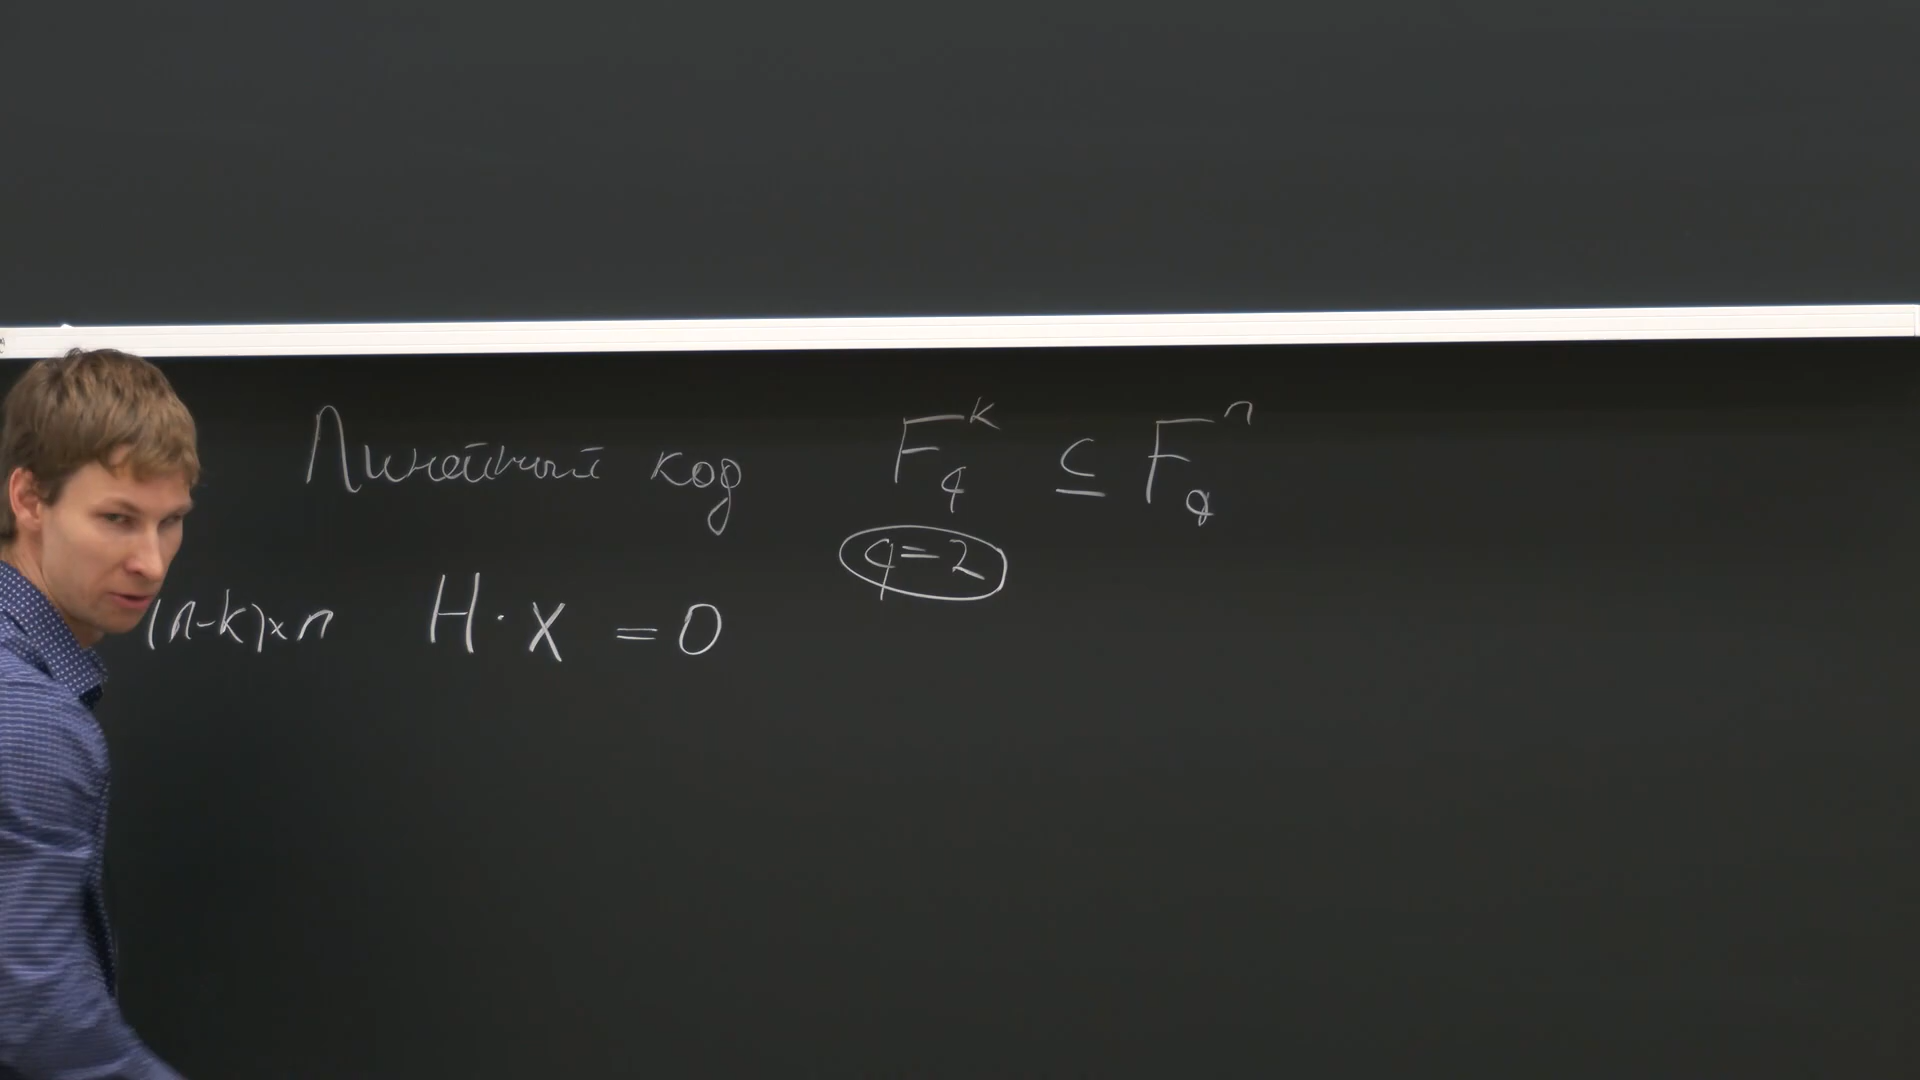 Линейный код F_q^k ⊆ F_q^n
q=2
(n-k)×n H·x = 0